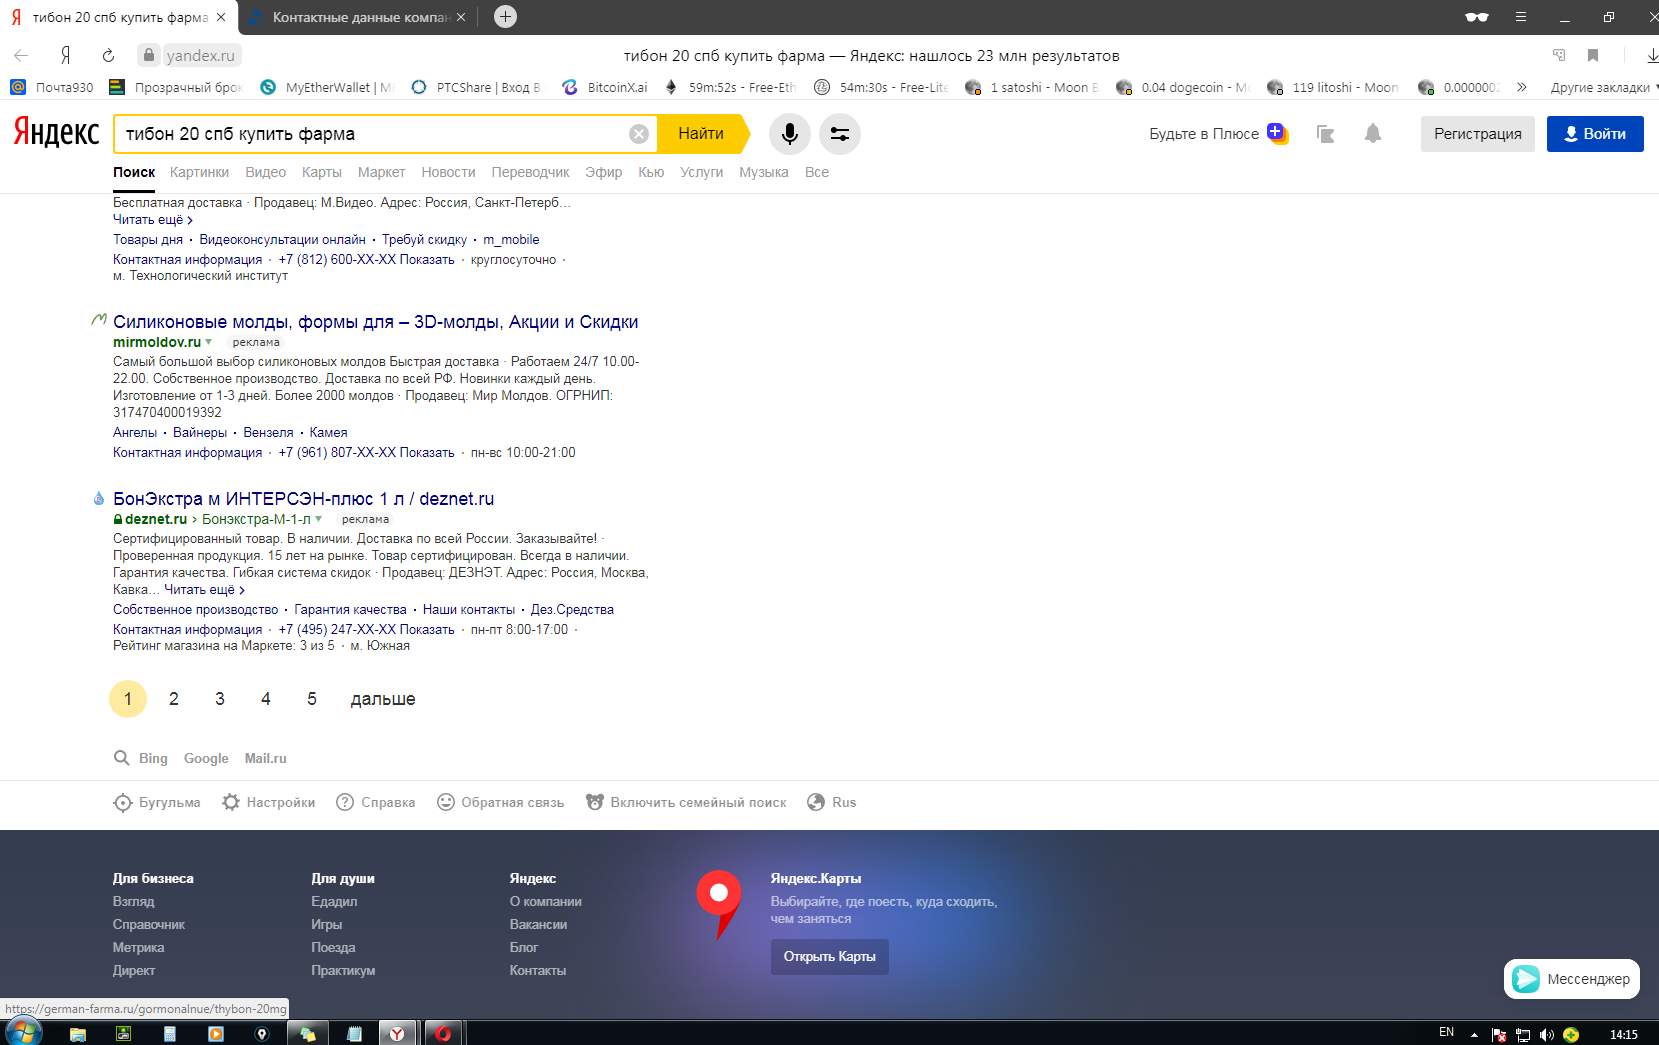 тибон 20 спб купить фарма
Контактные данные компан
yandex.ru
тибон 20 спб купить фарма — Яндекс: нашлось 23 млн результатов
Почта930
Прозрачный брок
MyEtherWallet | M
PTCShare | Вход В
BitcoinX.ai
59m:52s - Free-Eth
54m:30s - Free-Lite
1 satoshi - Moon B
0.04 dogecoin - Mo
119 litoshi - Moon
0.0000002
Другие закладки
Яндекс
тибон 20 спб купить фарма
Найти
Будьте в Плюсе
Регистрация
Войти
Поиск Картинки Видео Карты Маркет Новости Переводчик Эфир Кью Услуги Музыка Все
Бесплатная доставка · Продавец: М.Видео. Адрес: Россия, Санкт-Петерб…
Читать ещё >
Товары дня · Видеоконсультации онлайн · Требуй скидку · m_mobile
Контактная информация · +7 (812) 600-XX-XX Показать · круглосуточно ·
м. Технологический институт
Силиконовые молды, формы для – 3D-молды, Акции и Скидки
mirmoldov.ru реклама
Самый большой выбор силиконовых молдов Быстрая доставка · Работаем 24/7 10.00-
22.00. Собственное производство. Доставка по всей РФ. Новинки каждый день.
Изготовление от 1-3 дней. Более 2000 молдов · Продавец: Мир Молдов. ОГРНИП:
317470400019392
Ангелы · Вайнеры · Вензеля · Камея
Контактная информация · +7 (961) 807-XX-XX Показать · пн-вс 10:00-21:00
БонЭкстра м ИНТЕРСЭН-плюс 1 л / deznet.ru
deznet.ru › Бонэкстра-М-1-л реклама
Сертифицированный товар. В наличии. Доставка по всей России. Заказывайте! ·
Проверенная продукция. 15 лет на рынке. Товар сертифицирован. Всегда в наличии.
Гарантия качества. Гибкая система скидок · Продавец: ДЕЗНЭТ. Адрес: Россия, Москва,
Кавка… Читать ещё >
Собственное производство · Гарантия качества · Наши контакты · Дез.Средства
Контактная информация · +7 (495) 247-XX-XX Показать · пн-пт 8:00-17:00 ·
Рейтинг магазина на Маркете: 3 из 5 · м. Южная
1 2 3 4 5 дальше
Bing Google Mail.ru
Бугульма Настройки Справка Обратная связь Включить семейный поиск Rus
Для бизнеса
Взгляд
Справочник
Метрика
Директ
Для души
Едадил
Игры
Поезда
Практикум
Яндекс
О компании
Вакансии
Блог
Контакты
Яндекс.Карты
Выбирайте, где поесть, куда сходить,
чем заняться
Открыть Карты
Мессенджер
https://german-farma.ru/gormonalnue/thybon-20mg
EN
14:15